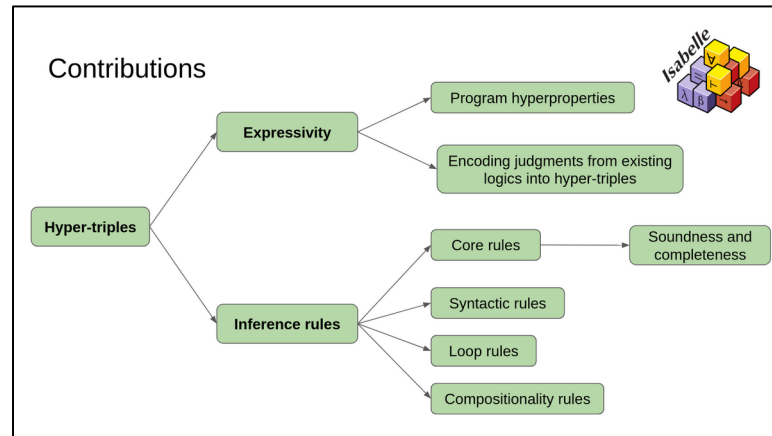 Contributions
Isabelle
λ
β
Expressivity
Program hyperproperties
Encoding judgments from existing
logics into hyper-triples
Hyper-triples
Core rules
Soundness and
completeness
Syntactic rules
Inference rules
Loop rules
Compositionality rules